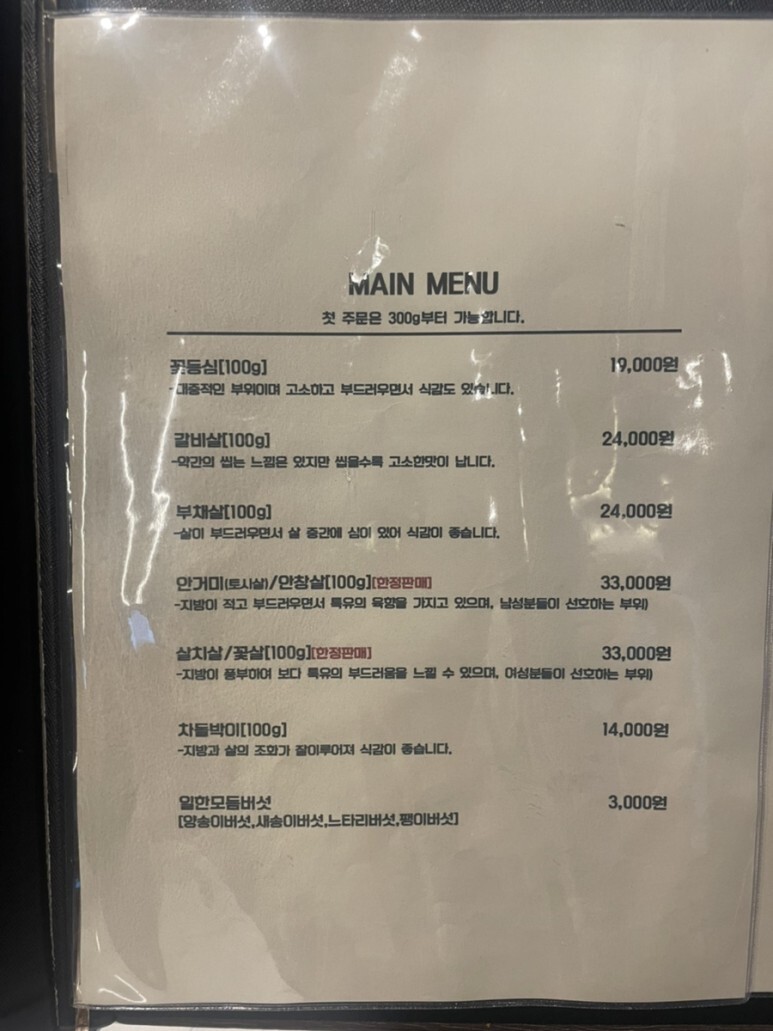 MAIN MENU
첫 주문은 300g부터 가능합니다.
꽃등심[100g] 19,000원
-대중적인 부위이며 고소하고 부드러우면서 식감도 있습니다.
갈비살[100g] 24,000원
-약간의 씹는 느낌은 있지만 씹을수록 고소한맛이 납니다.
부채살[100g] 24,000원
-살이 부드러우면서 살 중간에 심이 있어 식감이 좋습니다.
안거미(토시살)/안창살[100g][한정판매] 33,000원
-지방이 적고 부드러우면서 특유의 육향을 가지고 있으며, 남성분들이 선호하는 부위)
살치살/꽃살[100g][한정판매] 33,000원
-지방이 풍부하여 보다 특유의 부드러움을 느낄 수 있으며, 여성분들이 선호하는 부위)
차돌박이[100g] 14,000원
-지방과 살의 조화가 잘이루어져 식감이 좋습니다.
일한모듬버섯 3,000원
[양송이버섯,새송이버섯,느타리버섯,팽이버섯]